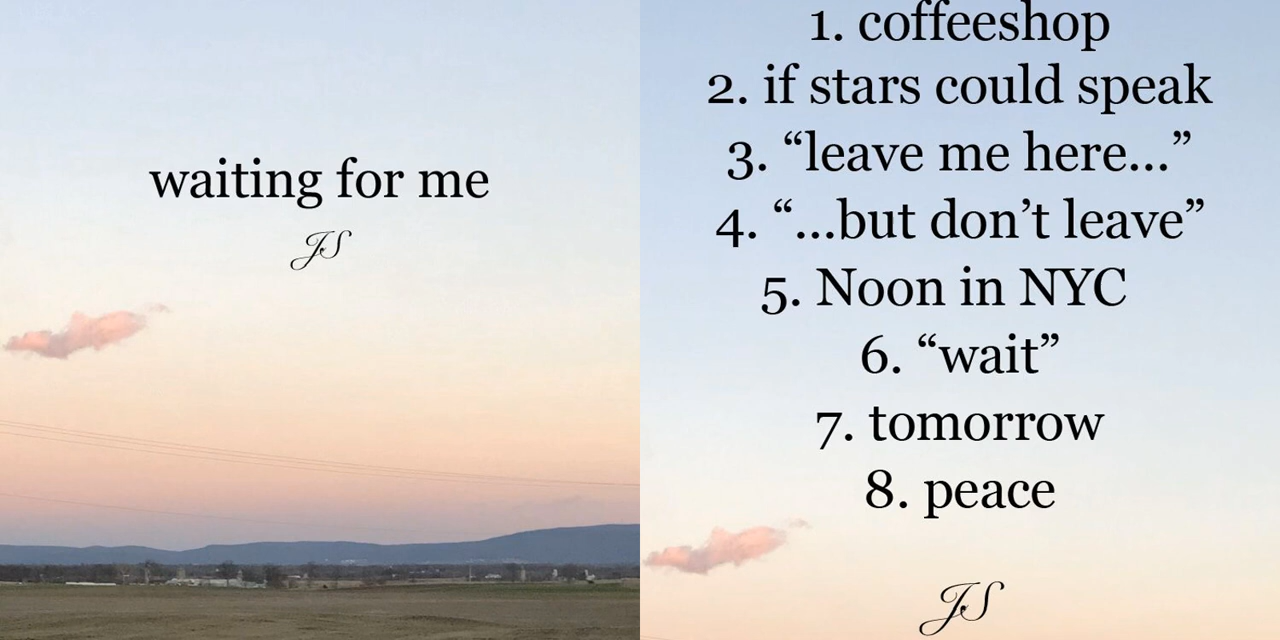 waiting for me
JS
1. coffeeshop
2. if stars could speak
3. “leave me here...”
4. “...but don’t leave”
5. Noon in NYC
6. “wait”
7. tomorrow
8. peace
JS